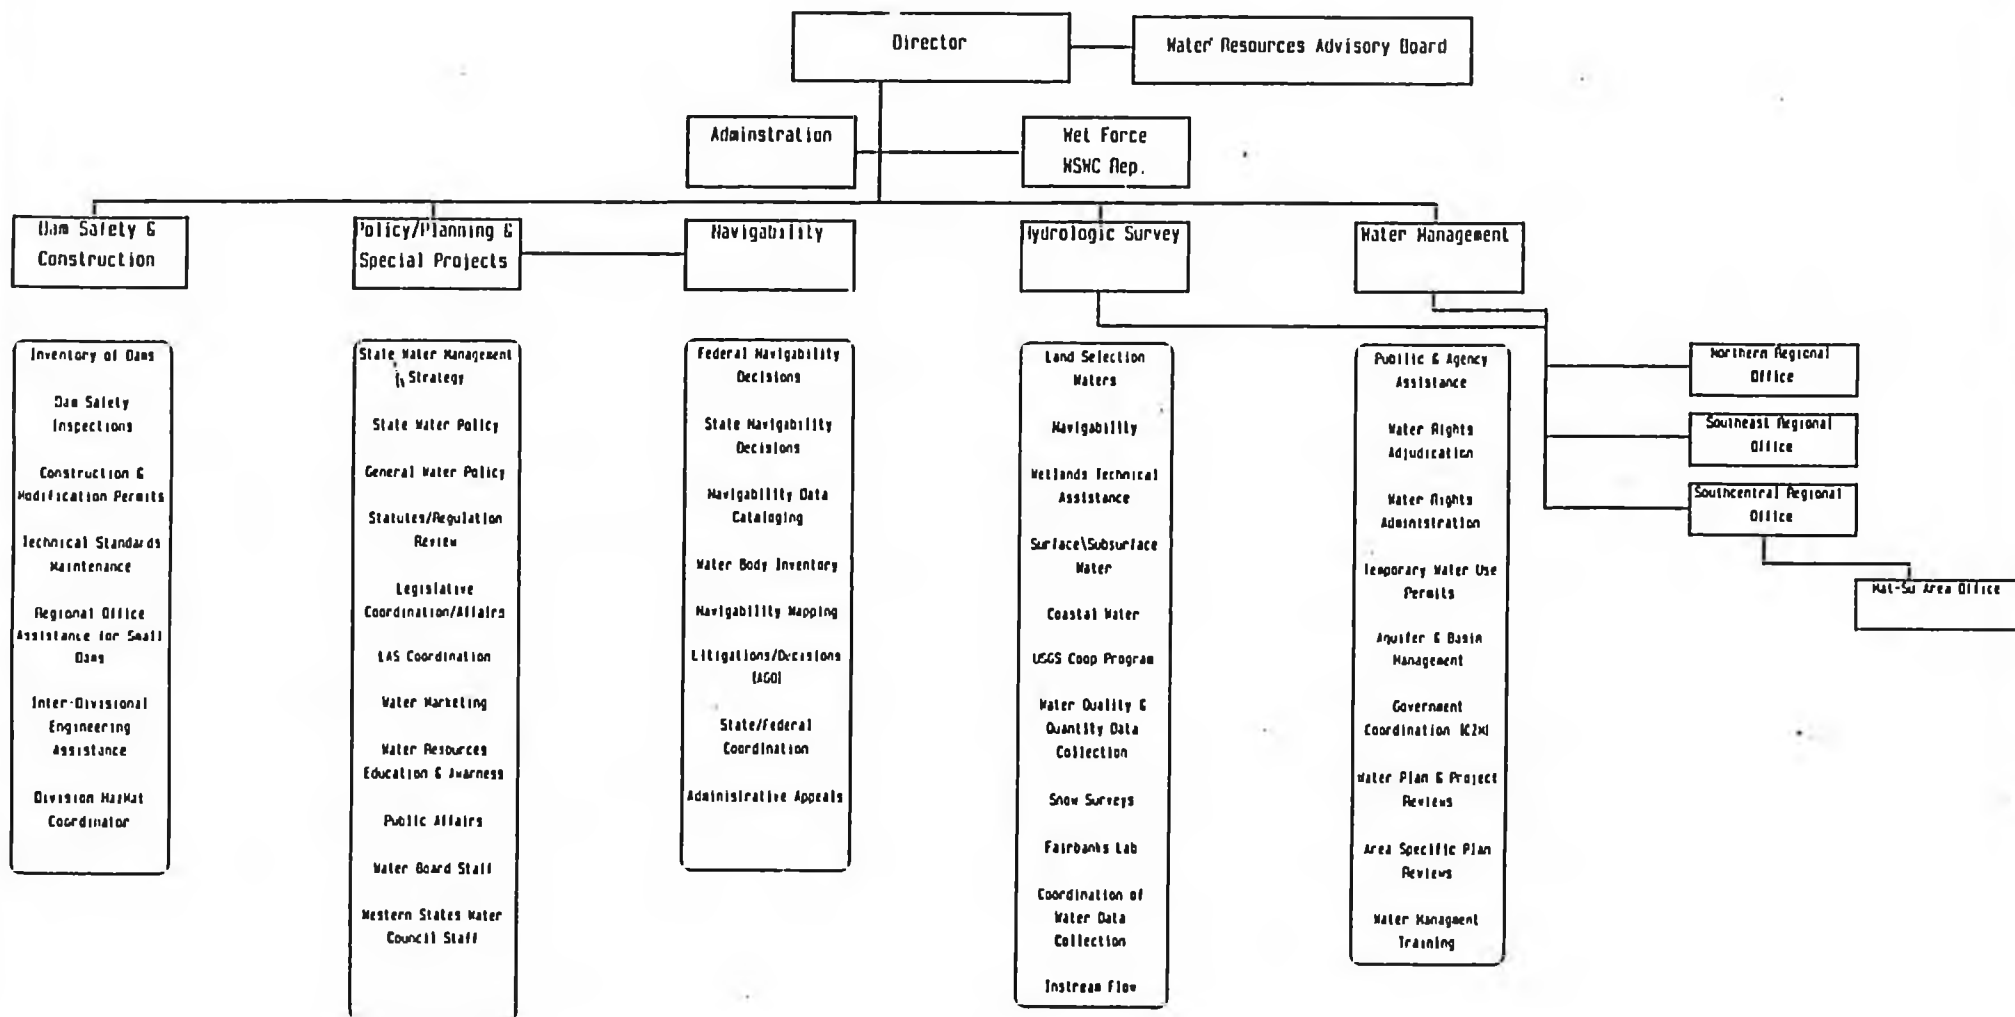 Director
Water Resources Advisory Board
Adminstration
Wet Force
WSWC Rep.
Dam Safety &
Construction
Policy/Planning &
Special Projects
Navigability
Hydrologic Survey
Water Management
Inventory of Dams
Dam Safety
Inspections
Construction &
Modification Permits
Technical Standards
Maintenance
Regional Office
Assistance for Small
Dams
Inter-Divisional
Engineering
Assistance
Division HazMat
Coordinator
State Water Management
Strategy
State Water Policy
General Water Policy
Statutes/Regulation
Review
Legislative
Coordination/Affairs
LAS Coordination
Water Marketing
Water Resources
Education & Awarness
Public Affairs
Water Board Staff
Western States Water
Council Staff
Federal Navigability
Decisions
State Navigability
Decisions
Navigability Data
Cataloging
Water Body Inventory
Navigability Mapping
Litigations/Decisions
(AGO)
State/Federal
Coordination
Administrative Appeals
Land Selection
Waters
Navigability
Wetlands Technical
Assistance
Surface\Subsurface
Water
Coastal Water
USGS Coop Program
Water Quality &
Quantity Data
Collection
Snow Surveys
Fairbanks Lab
Coordination of
Water Data
Collection
Instream Flow
Public & Agency
Assistance
Water Rights
Adjudication
Water Rights
Administration
Temporary Water Use
Permits
Aquifer & Basin
Management
Government
Coordination
Water Plan & Project
Reviews
Area Specific Plan
Reviews
Water Managment
Training
Northern Regional
Office
Southeast Regional
Office
Southcentral Regional
Office
Mat-Su Area Office